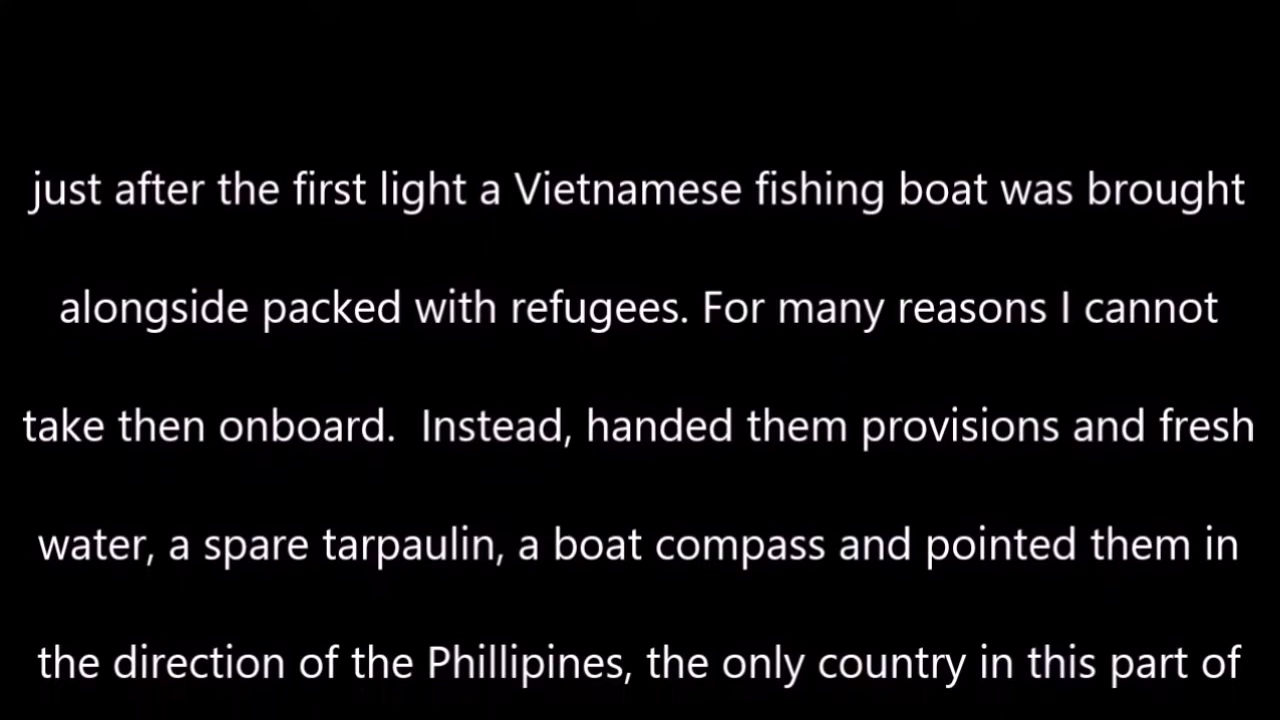 just after the first light a Vietnamese fishing boat was brought
alongside packed with refugees. For many reasons I cannot
take then onboard.  Instead, handed them provisions and fresh
water, a spare tarpaulin, a boat compass and pointed them in
the direction of the Phillipines, the only country in this part of